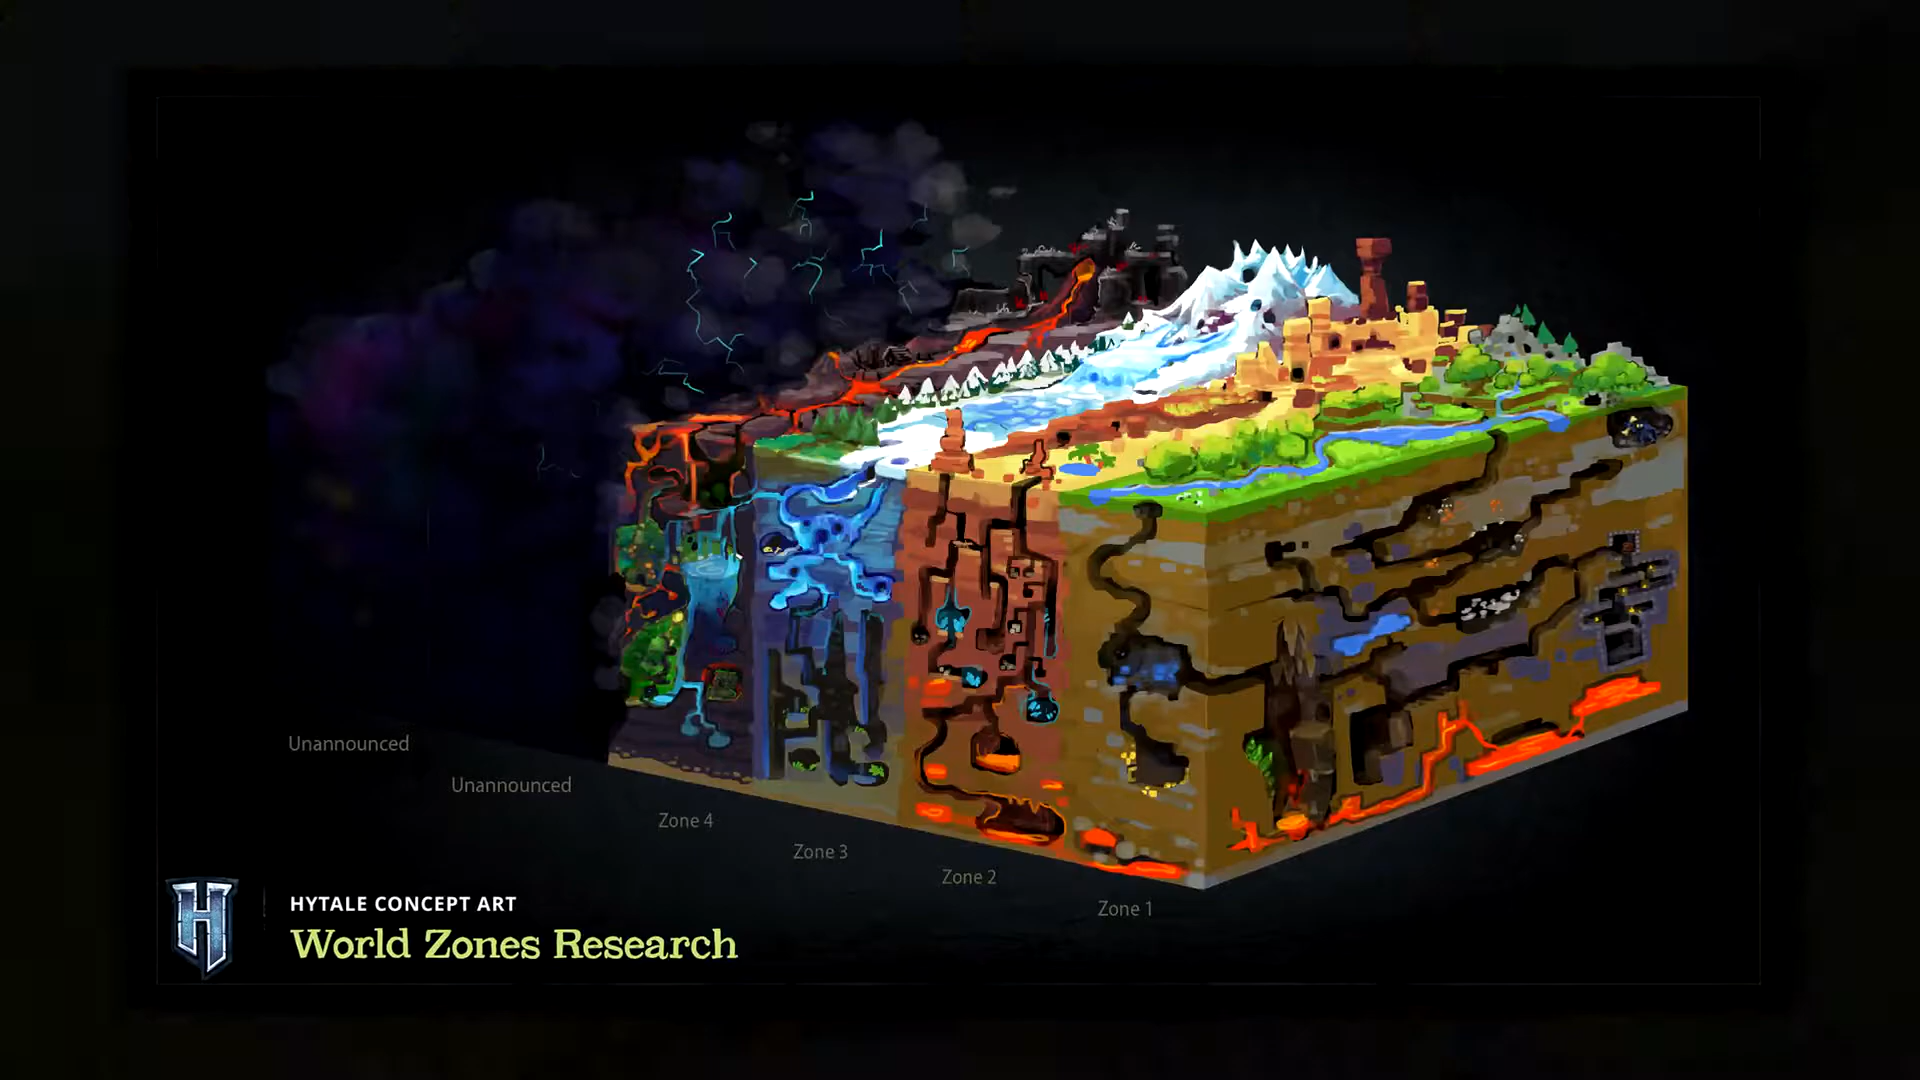 Unannounced
Unannounced
Zone 4
Zone 3
Zone 2
Zone 1
H
HYTALE CONCEPT ART
World Zones Research